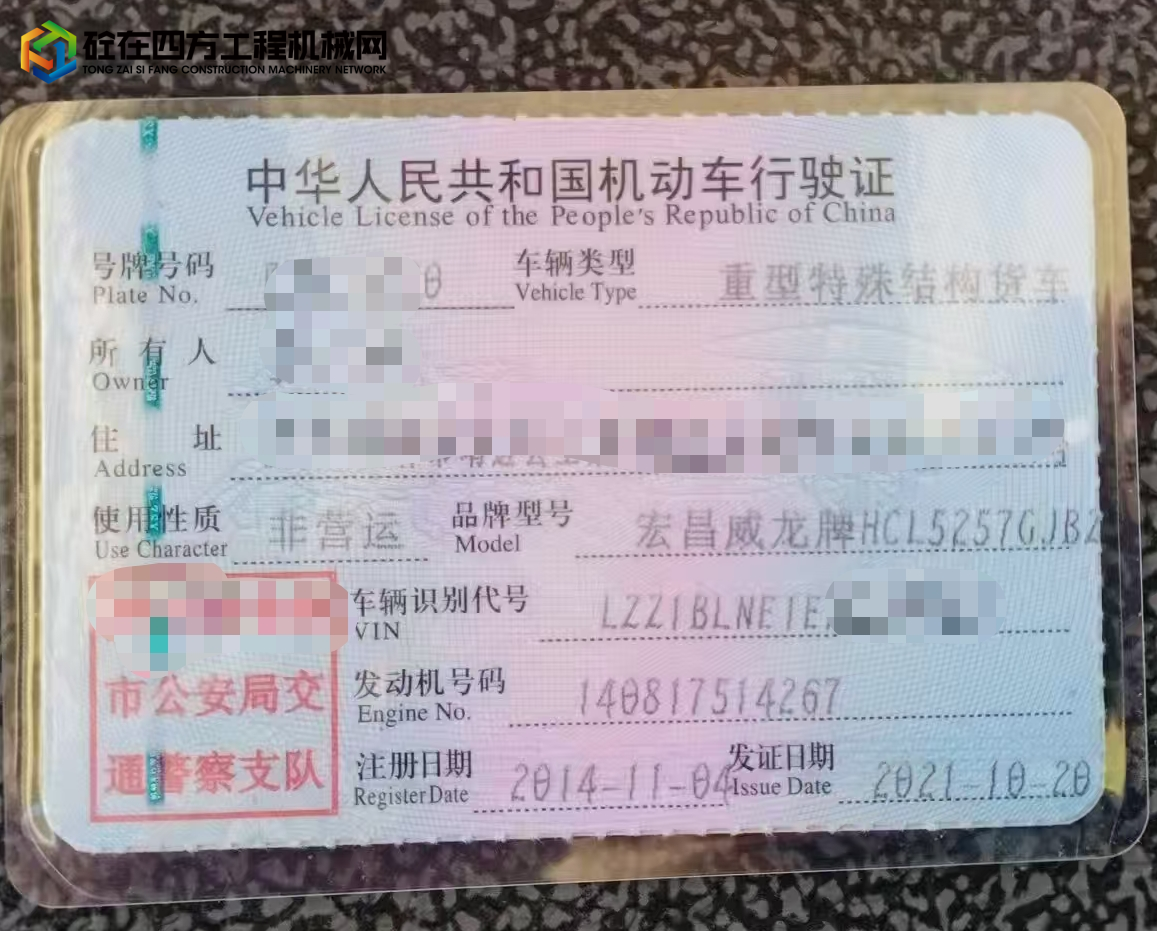 砼在四方工程机械网
TONG ZAI SI FANG CONSTRUCTION MACHINERY NETWORK
中华人民共和国机动车行驶证
Vehicle License of the People's Republic of China
号牌号码 车辆类型 重型特殊结构货车
Plate No. Vehicle Type
所有人
Owner
住址
Address
使用性质 非营运 品牌型号 宏昌威龙牌HCL5257GJBZ
Use Character Model
车辆识别代号 LZZ1BLNE1E
VIN
市公安局交
通警察支队
发动机号码 140817514267
Engine No.
注册日期 2014-11-04 发证日期 2021-10-20
Register Date Issue Date